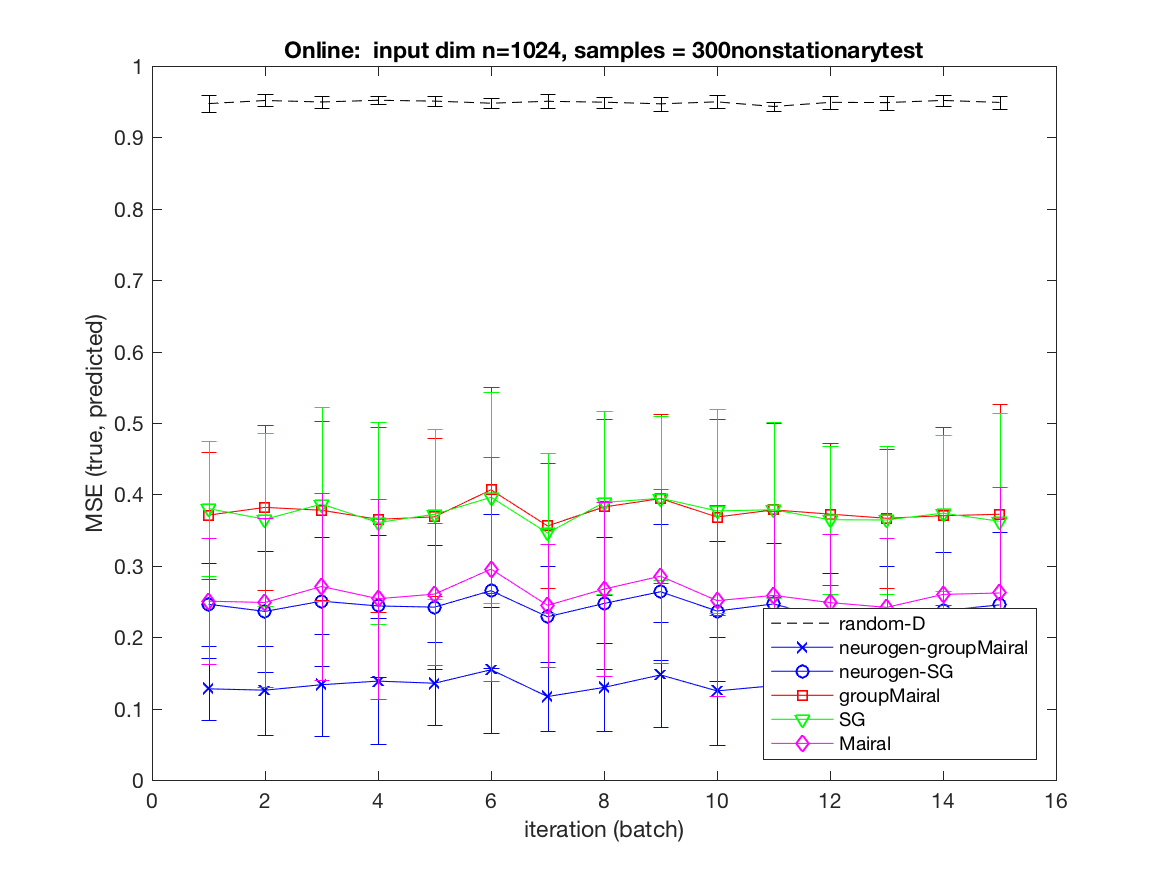 Online:  input dim n=1024, samples = 300nonstationarytest
1
0.9
0.8
0.7
0.6
0.5
0.4
0.3
0.2
0.1
0
MSE (true, predicted)
random-D
neurogen-groupMairal
neurogen-SG
groupMairal
SG
Mairal
0 2 4 6 8 10 12 14 16
iteration (batch)